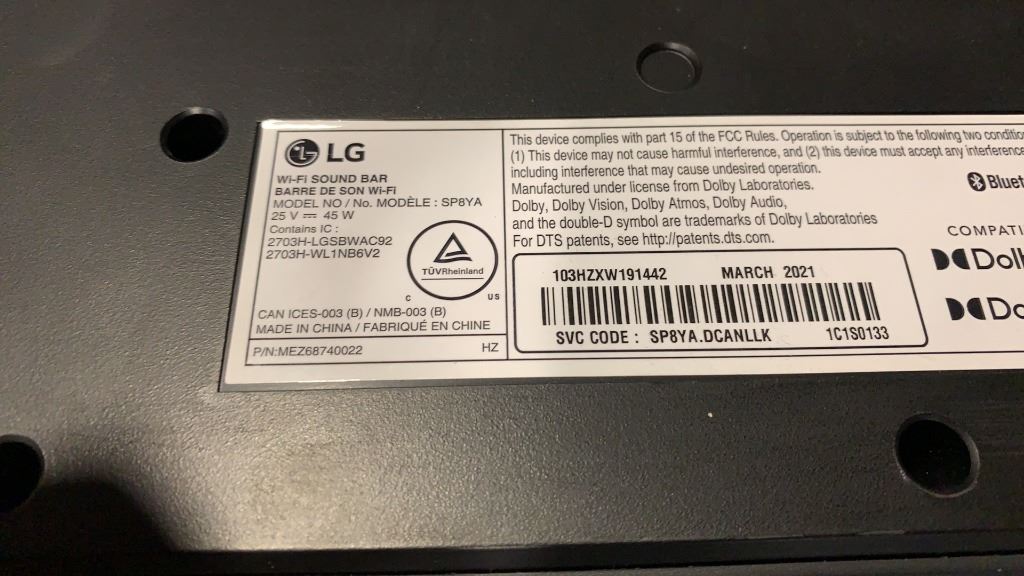 LG
Wi-Fi SOUND BAR
BARRE DE SON Wi-Fi
MODEL NO / No. MODÈLE : SP8YA
25 V ⎓ 45 W
Contains IC :
2703H-LGSBWAC92
2703H-WL1NB6V2
TÜVRheinland
C US
CAN ICES-003 (B) / NMB-003 (B)
MADE IN CHINA / FABRIQUÉ EN CHINE
P/N:MEZ68740022 HZ
This device complies with part 15 of the FCC Rules. Operation is subject to the following two
(1) This device may not cause harmful interference, and (2) this device must accept any interference
including interference that may cause undesired operation.
Manufactured under license from Dolby Laboratories.
Dolby, Dolby Vision, Dolby Atmos, Dolby Audio,
and the double-D symbol are trademarks of Dolby Laboratories
For DTS patents, see http://patents.dts.com.
103HZXW191442 MARCH 2021
SVC CODE : SP8YA.DCANLLK 1C1S0133